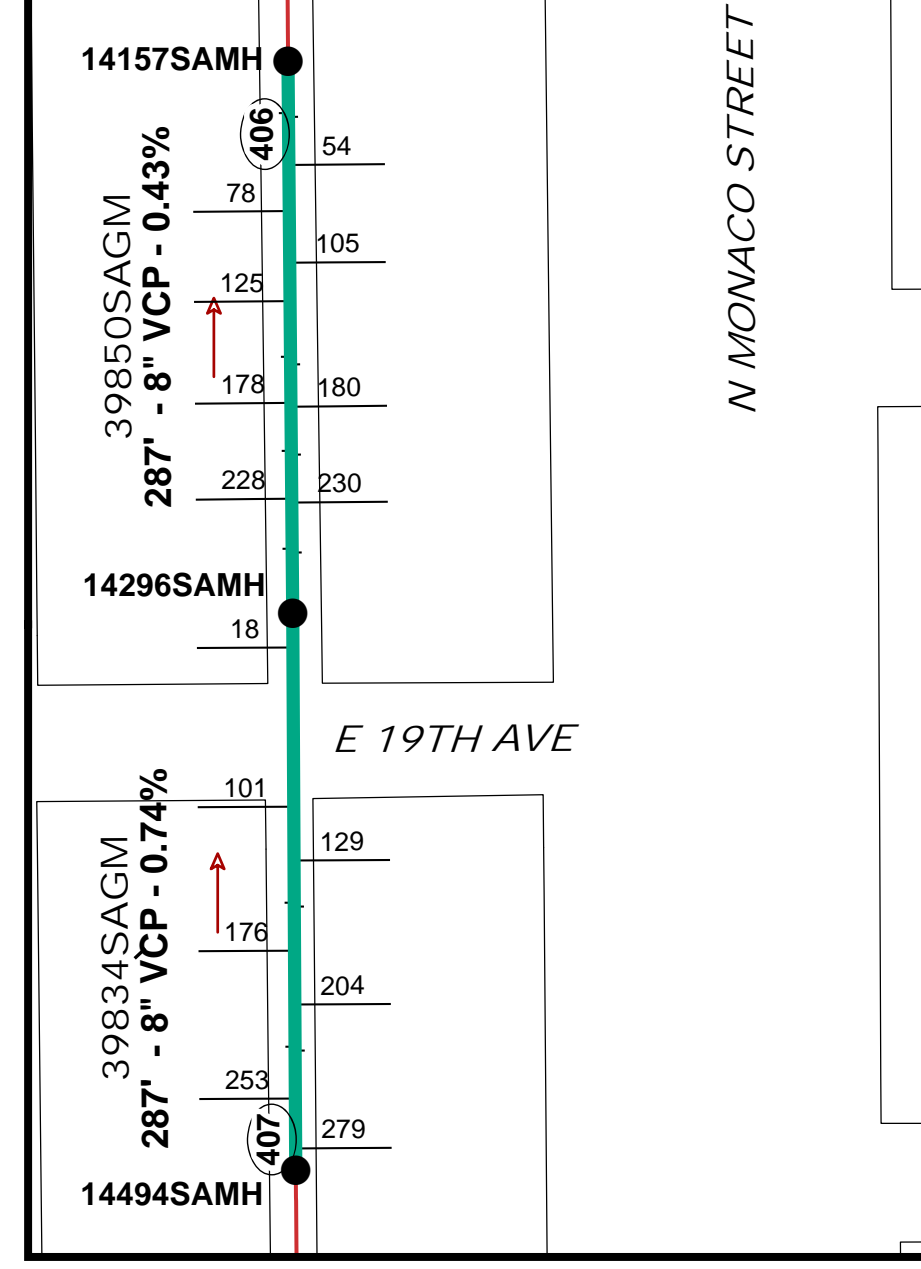 14157SAMH
406
54
78
105
125
178
180
228
230
39850SAGM
287' - 8" VCP - 0.43%
N MONACO STREET
14296SAMH
18
E 19TH AVE
101
129
176
204
253
279
39834SAGM
287' - 8" VCP - 0.74%
407
14494SAMH